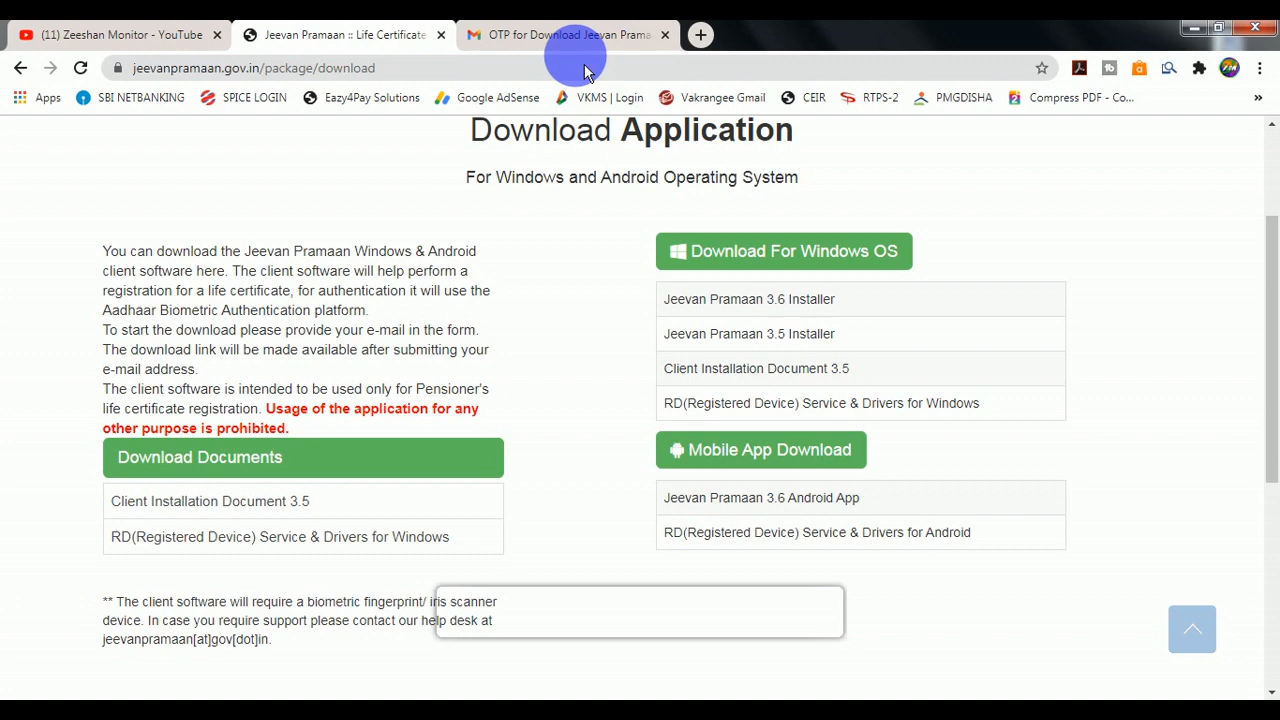 (11) Zeeshan Monitor - YouTube
Jeevan Pramaan :: Life Certificate
OTP for Download Jeevan Prama
jeevanpramaan.gov.in/package/download
Apps
SBI NETBANKING
SPICE LOGIN
Eazy4Pay Solutions
Google AdSense
VKMS | Login
Vakrangee Gmail
CEIR
RTPS-2
PMGDISHA
Compress PDF - Co...
Download Application
For Windows and Android Operating System
You can download the Jeevan Pramaan Windows & Android
client software here. The client software will help perform a
registration for a life certificate, for authentication it will use the
Aadhaar Biometric Authentication platform.
To start the download please provide your e-mail in the form.
The download link will be made available after submitting your
e-mail address.
The client software is intended to be used only for Pensioner's
life certificate registration. Usage of the application for any
other purpose is prohibited.
Download Documents
Client Installation Document 3.5
RD(Registered Device) Service & Drivers for Windows
** The client software will require a biometric fingerprint/ iris scanner
device. In case you require support please contact our help desk at
jeevanpramaan[at]gov[dot]in.
Download For Windows OS
Jeevan Pramaan 3.6 Installer
Jeevan Pramaan 3.5 Installer
Client Installation Document 3.5
RD(Registered Device) Service & Drivers for Windows
Mobile App Download
Jeevan Pramaan 3.6 Android App
RD(Registered Device) Service & Drivers for Android